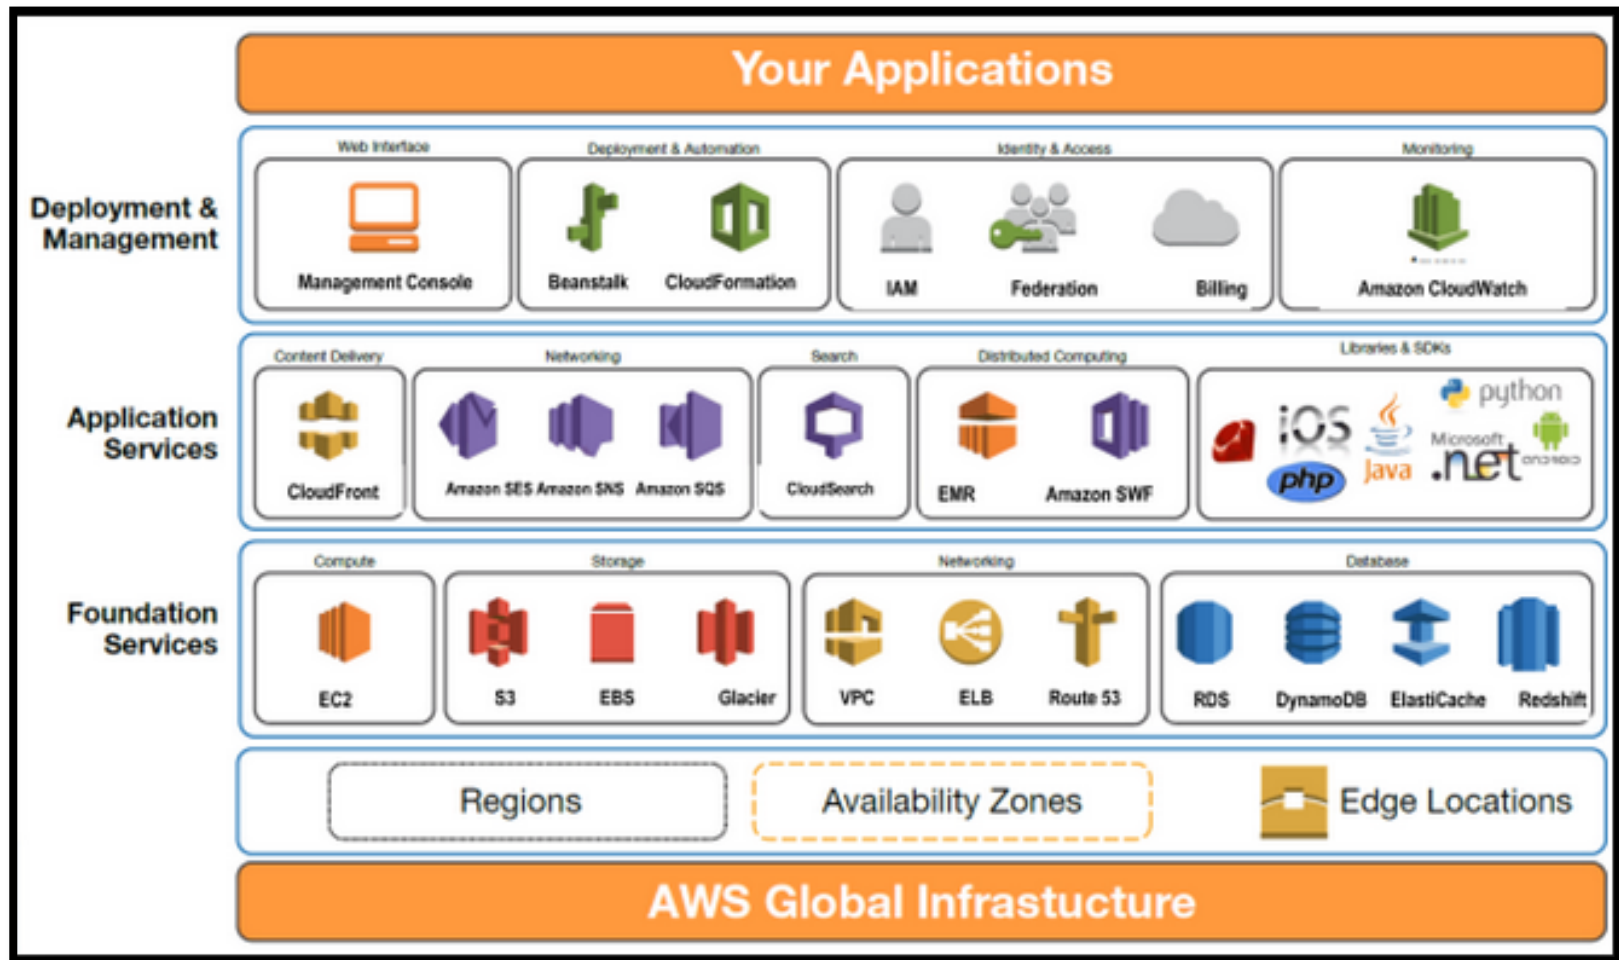 Your Applications
Deployment &
Management
Web Interface
Management Console
Deployment & Automation
Beanstalk CloudFormation
Identity & Access
IAM Federation Billing
Monitoring
Amazon CloudWatch
Application
Services
Content Delivery
CloudFront
Networking
Amazon SES Amazon SNS Amazon SQS
Search
CloudSearch
Distributed Computing
EMR Amazon SWF
Libraries & SDKs
python
iOS
Java
Microsoft
.net
ANDROID
php
Foundation
Services
Compute
EC2
Storage
S3 EBS Glacier
Networking
VPC ELB Route 53
Database
RDS DynamoDB ElastiCache Redshift
Regions
Availability Zones
Edge Locations
AWS Global Infrastucture